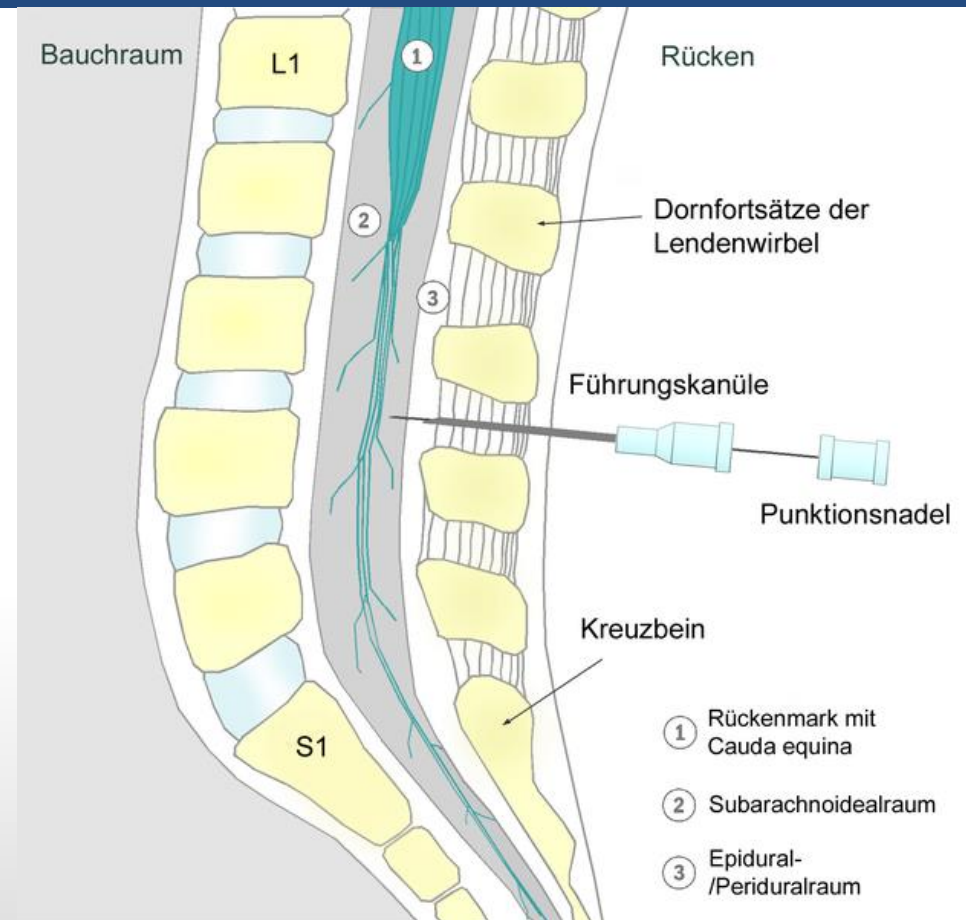 Bauchraum
L1
1
Rücken
2
Dornfortsätze der
Lendenwirbel
3
Führungskanüle
Punktionsnadel
Kreuzbein
S1
1 Rückenmark mit
Cauda equina
2 Subarachnoidealraum
3 Epidural-
/Periduralraum